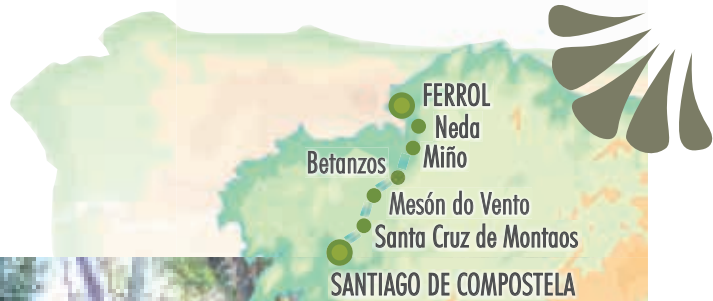 FERROL
Neda
Miño
Betanzos
Mesón do Vento
Santa Cruz de Montaos
SANTIAGO DE COMPOSTELA